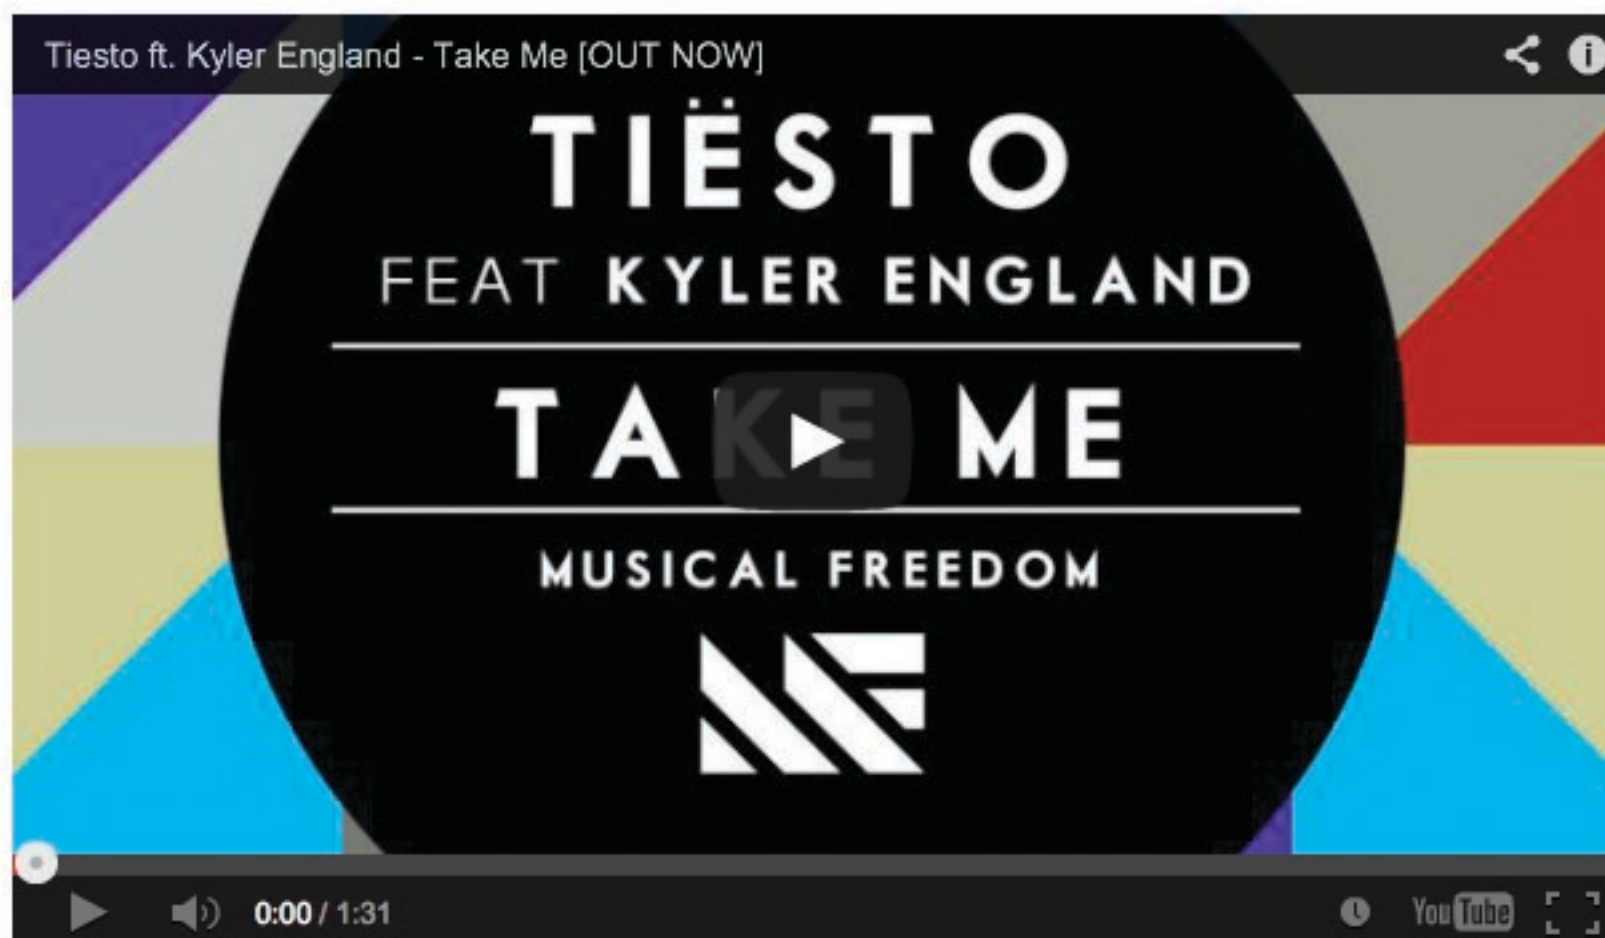 Tiesto ft. Kyler England - Take Me [OUT NOW]
TIËSTO
FEAT KYLER ENGLAND
TAKE ME
MUSICAL FREEDOM
MF
0:00 / 1:31
YouTube